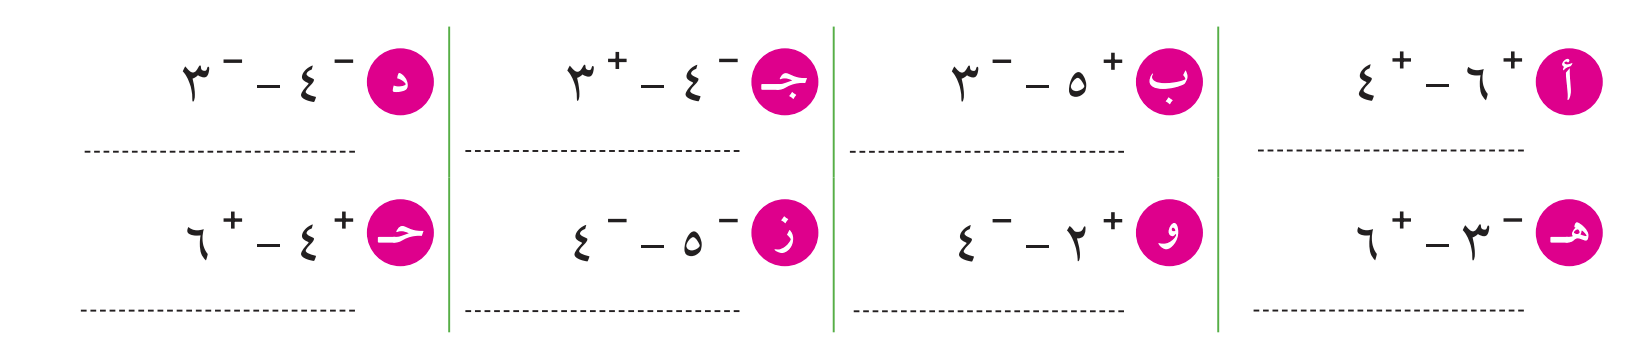 أ ⁺٦ – ⁺٤ ب ⁺٥ – ⁻٣ جـ ⁻٤ – ⁺٣ د ⁻٤ – ⁻٣
هـ ⁻٣ – ⁺٦ و ⁺٢ – ⁻٤ ز ⁻٥ – ⁻٤ حـ ⁺٤ – ⁺٦